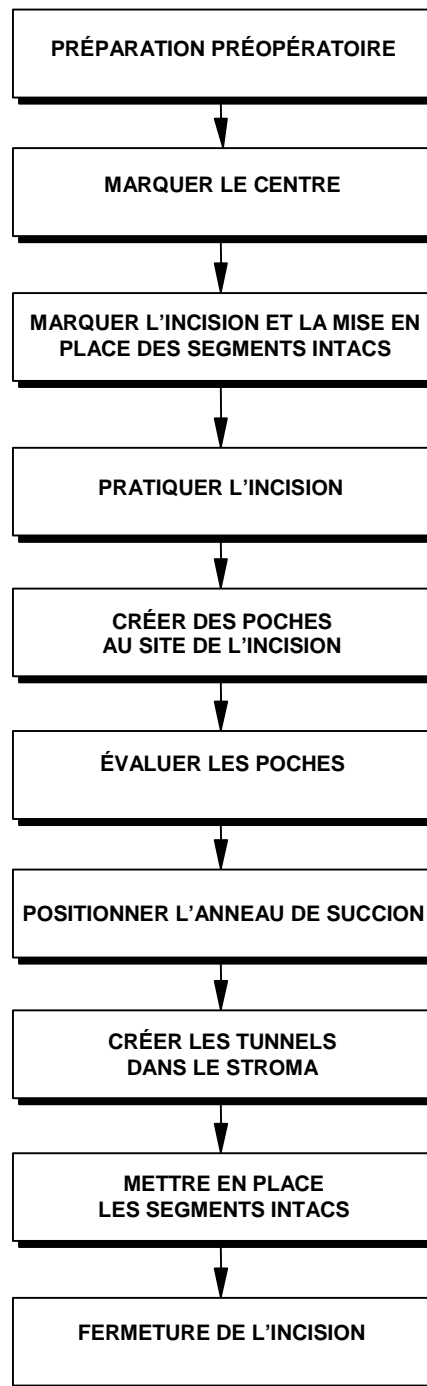 PRÉPARATION PRÉOPÉRATOIRE
MARQUER LE CENTRE
MARQUER L’INCISION ET LA MISE EN
PLACE DES SEGMENTS INTACS
PRATIQUER L’INCISION
CRÉER DES POCHES
AU SITE DE L’INCISION
ÉVALUER LES POCHES
POSITIONNER L’ANNEAU DE SUCCION
CRÉER LES TUNNELS
DANS LE STROMA
METTRE EN PLACE
LES SEGMENTS INTACS
FERMETURE DE L’INCISION